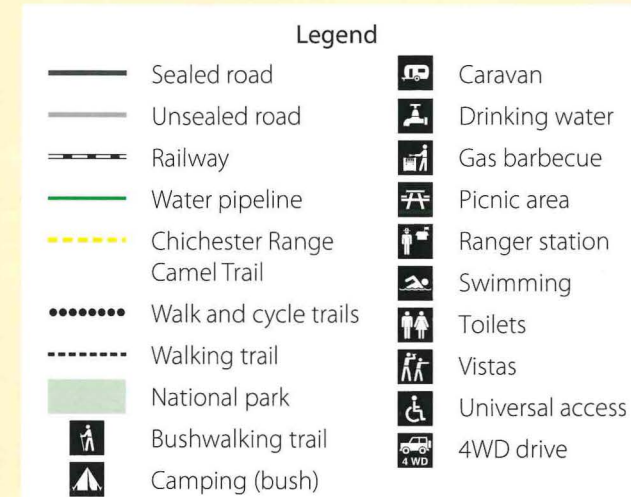 Legend
Sealed road
Unsealed road
Railway
Water pipeline
Chichester Range
Camel Trail
Walk and cycle trails
Walking trail
National park
Bushwalking trail
Camping (bush)
Caravan
Drinking water
Gas barbecue
Picnic area
Ranger station
Swimming
Toilets
Vistas
Universal access
4 WD
4WD drive